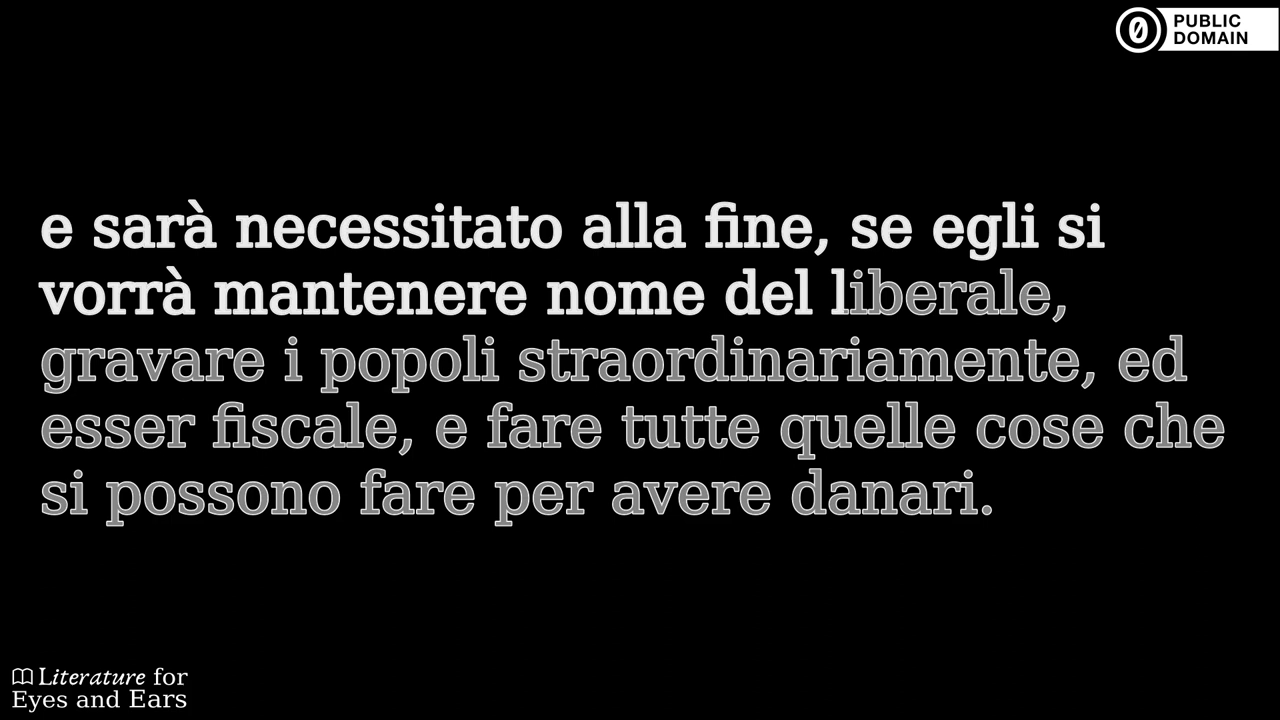 PUBLIC
DOMAIN
e sarà necessitato alla fine, se egli si
vorrà mantenere nome del liberale,
gravare i popoli straordinariamente, ed
esser fiscale, e fare tutte quelle cose che
si possono fare per avere danari.
Literature for
Eyes and Ears